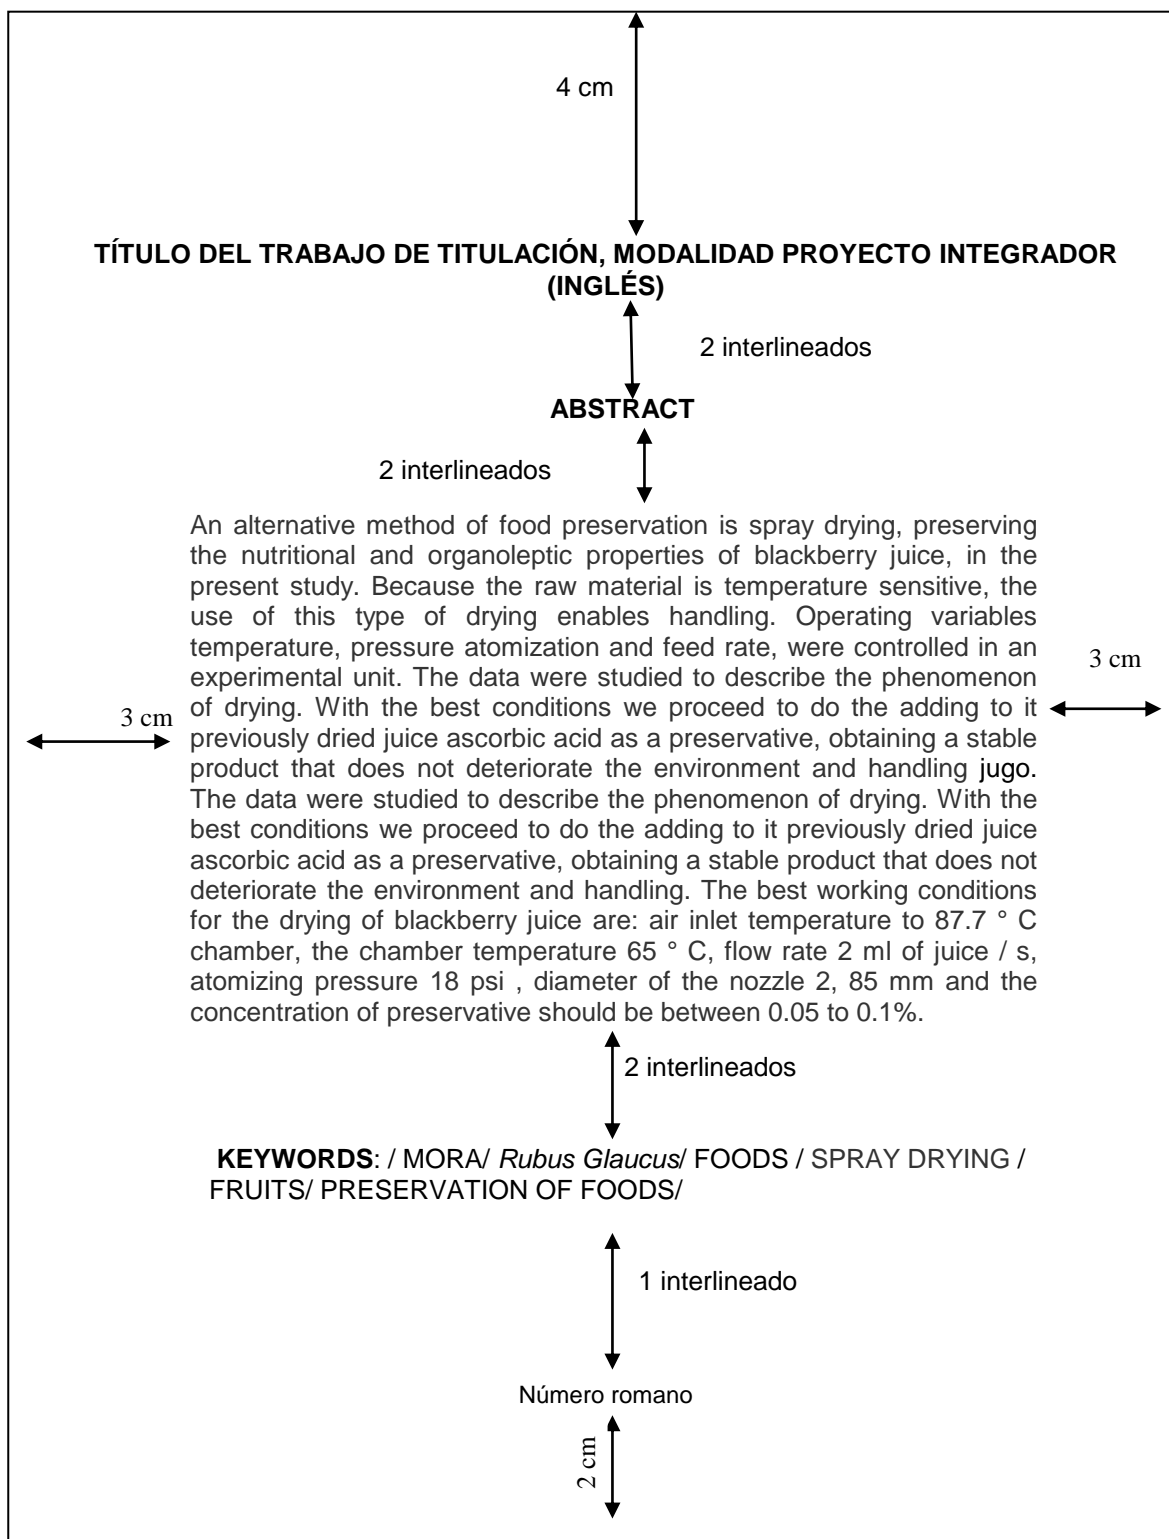 4 cm
TÍTULO DEL TRABAJO DE TITULACIÓN, MODALIDAD PROYECTO INTEGRADOR
(INGLÉS)
2 interlineados
ABSTRACT
2 interlineados
An alternative method of food preservation is spray drying, preserving
the nutritional and organoleptic properties of blackberry juice, in the
present study. Because the raw material is temperature sensitive, the
use of this type of drying enables handling. Operating variables
temperature, pressure atomization and feed rate, were controlled in an
experimental unit. The data were studied to describe the phenomenon
of drying. With the best conditions we proceed to do the adding to it
previously dried juice ascorbic acid as a preservative, obtaining a stable
product that does not deteriorate the environment and handling jugo.
The data were studied to describe the phenomenon of drying. With the
best conditions we proceed to do the adding to it previously dried juice
ascorbic acid as a preservative, obtaining a stable product that does not
deteriorate the environment and handling. The best working conditions
for the drying of blackberry juice are: air inlet temperature to 87.7 ° C
chamber, the chamber temperature 65 ° C, flow rate 2 ml of juice / s,
atomizing pressure 18 psi , diameter of the nozzle 2, 85 mm and the
concentration of preservative should be between 0.05 to 0.1%.
3 cm
3 cm
2 interlineados
KEYWORDS: / MORA/ Rubus Glaucus/ FOODS / SPRAY DRYING /
FRUITS/ PRESERVATION OF FOODS/
1 interlineado
Número romano
2 cm